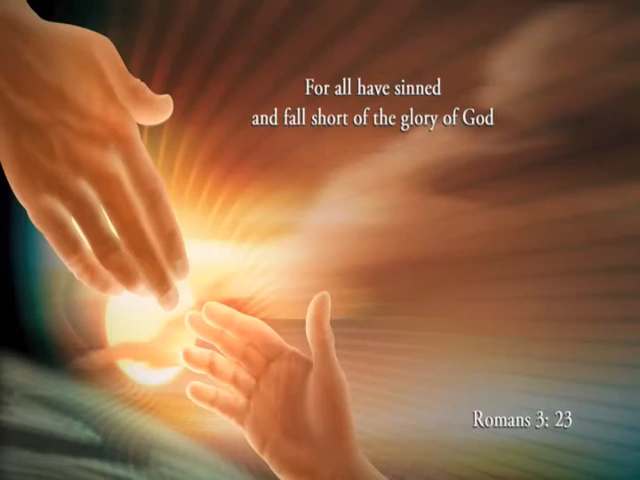 For all have sinned
and fall short of the glory of God
Romans 3: 23